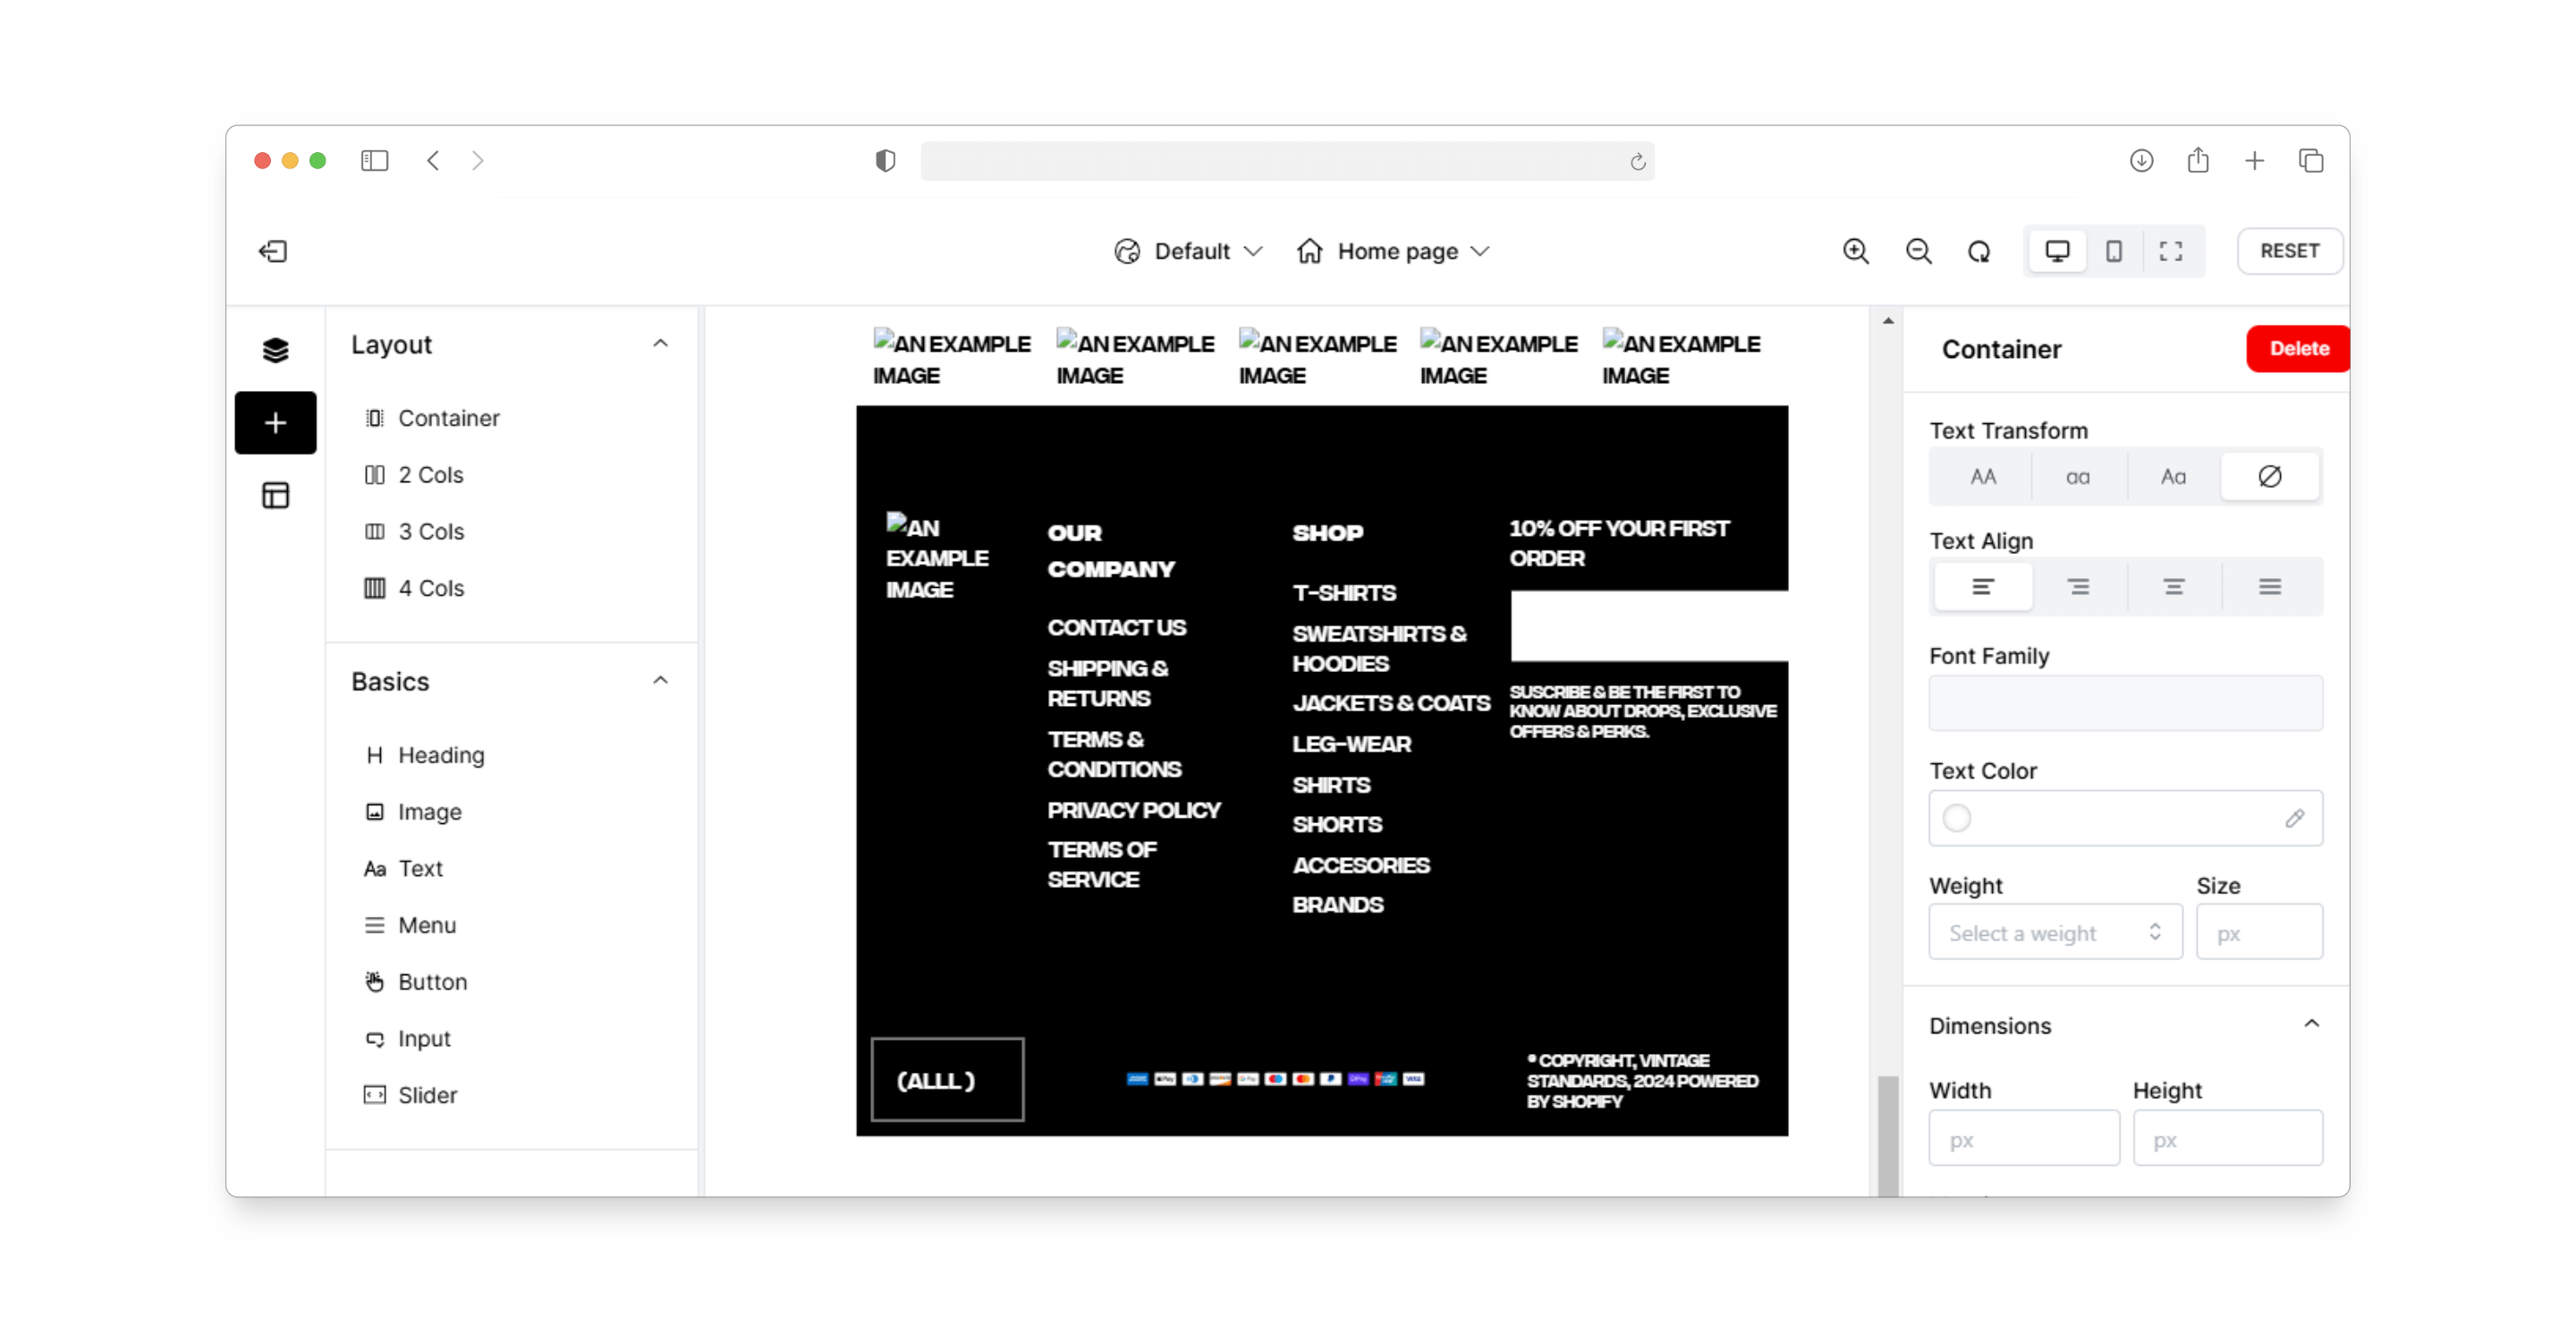 Default
Home page
RESET
Layout
Container
2 Cols
3 Cols
4 Cols
Basics
H Heading
Image
Aa Text
Menu
Button
Input
Slider
AN EXAMPLE
IMAGE
AN EXAMPLE
IMAGE
AN EXAMPLE
IMAGE
AN EXAMPLE
IMAGE
AN EXAMPLE
IMAGE
AN
EXAMPLE
IMAGE
OUR
COMPANY
CONTACT US
SHIPPING &
RETURNS
TERMS &
CONDITIONS
PRIVACY POLICY
TERMS OF
SERVICE
SHOP
T-SHIRTS
SWEATSHIRTS &
HOODIES
JACKETS & COATS
LEG-WEAR
SHIRTS
SHORTS
ACCESORIES
BRANDS
10% OFF YOUR FIRST
ORDER
SUSCRIBE & BE THE FIRST TO
KNOW ABOUT DROPS, EXCLUSIVE
OFFERS & PERKS.
(ALLL )
© COPYRIGHT, VINTAGE
STANDARDS, 2024 POWERED
BY SHOPIFY
Container
Delete
Text Transform
AA aa Aa
Text Align
Font Family
Text Color
Weight
Size
Select a weight
px
Dimensions
Width
Height
px
px